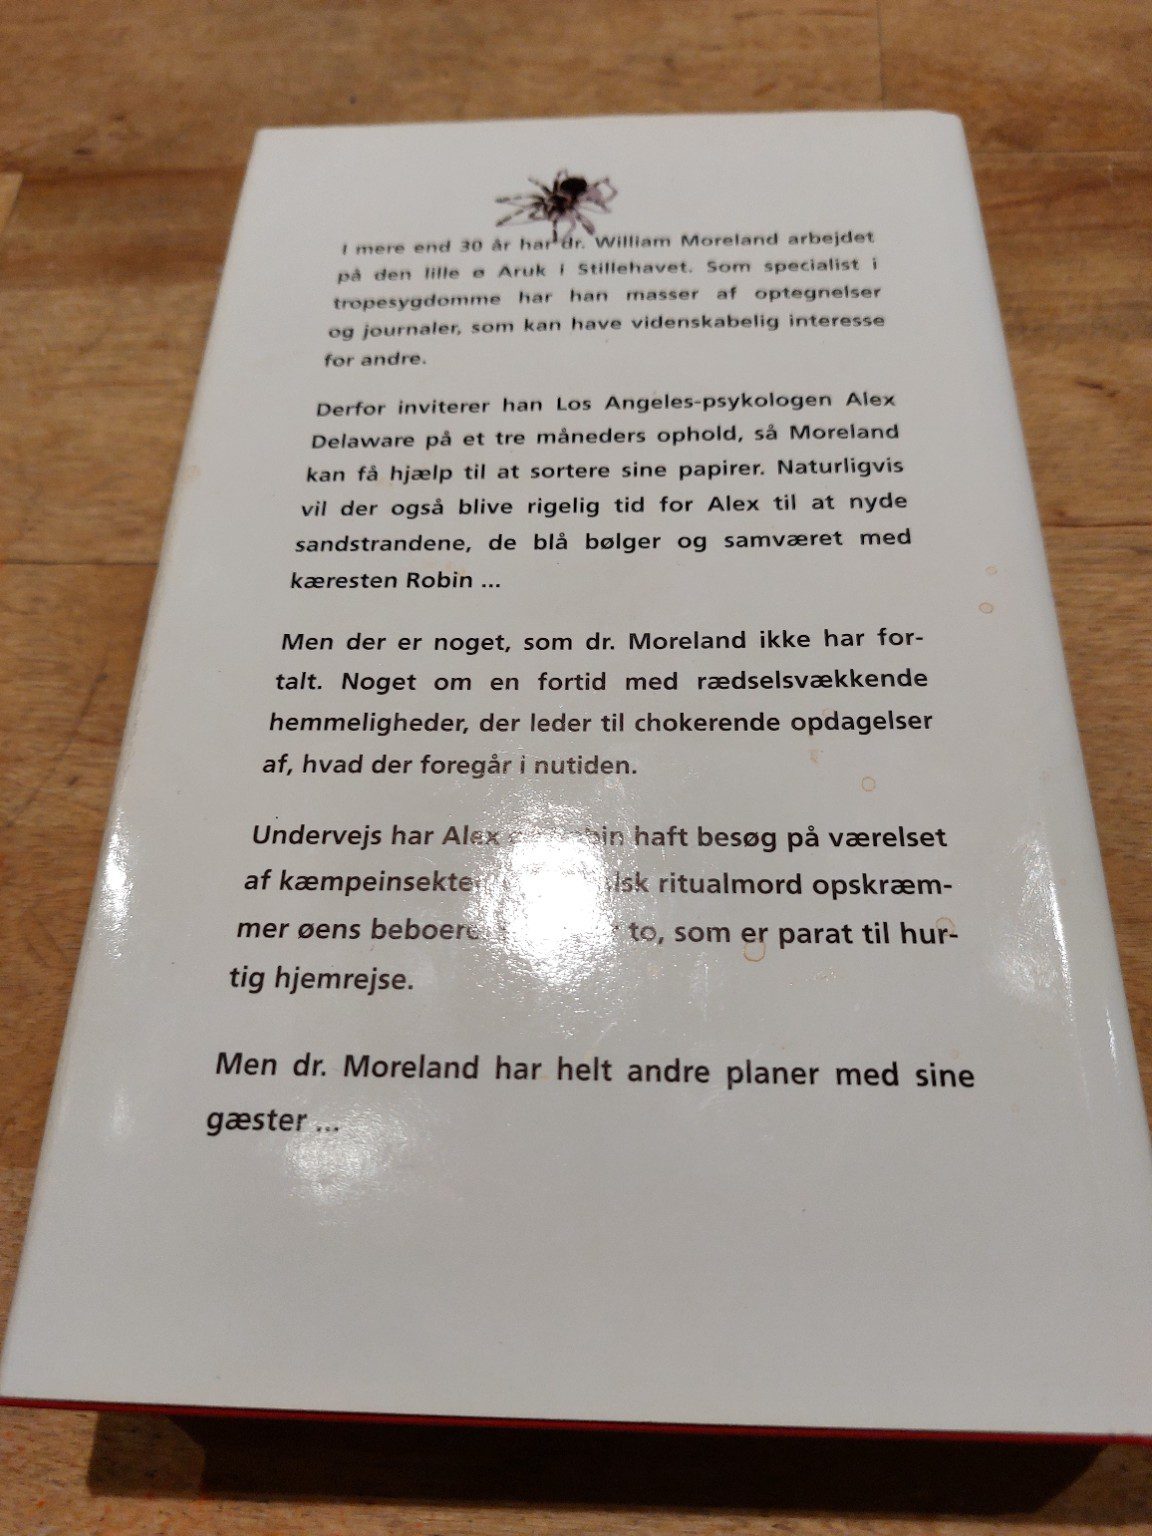 I mere end 30 år har dr. William Moreland arbejdet
på den lille ø Aruk i Stillehavet. Som specialist i
tropesygdomme har han masser af optegnelser
og journaler, som kan have videnskabelig interesse
for andre.
Derfor inviterer han Los Angeles-psykologen Alex
Delaware på et tre måneders ophold, så Moreland
kan få hjælp til at sortere sine papirer. Naturligvis
vil der også blive rigelig tid for Alex til at nyde
sandstrandene, de blå bølger og samværet med
kæresten Robin ...
Men der er noget, som dr. Moreland ikke har for-
talt. Noget om en fortid med rædselsvækkende
hemmeligheder, der leder til chokerende opdagelser
af, hvad der foregår i nutiden.
Undervejs har Alex haft besøg på værelset
af ritualmord opskræm-
mer øens to, som er parat til hur-
tig hjemrejse.
Men dr. Moreland har helt andre planer med sine
gæster ...